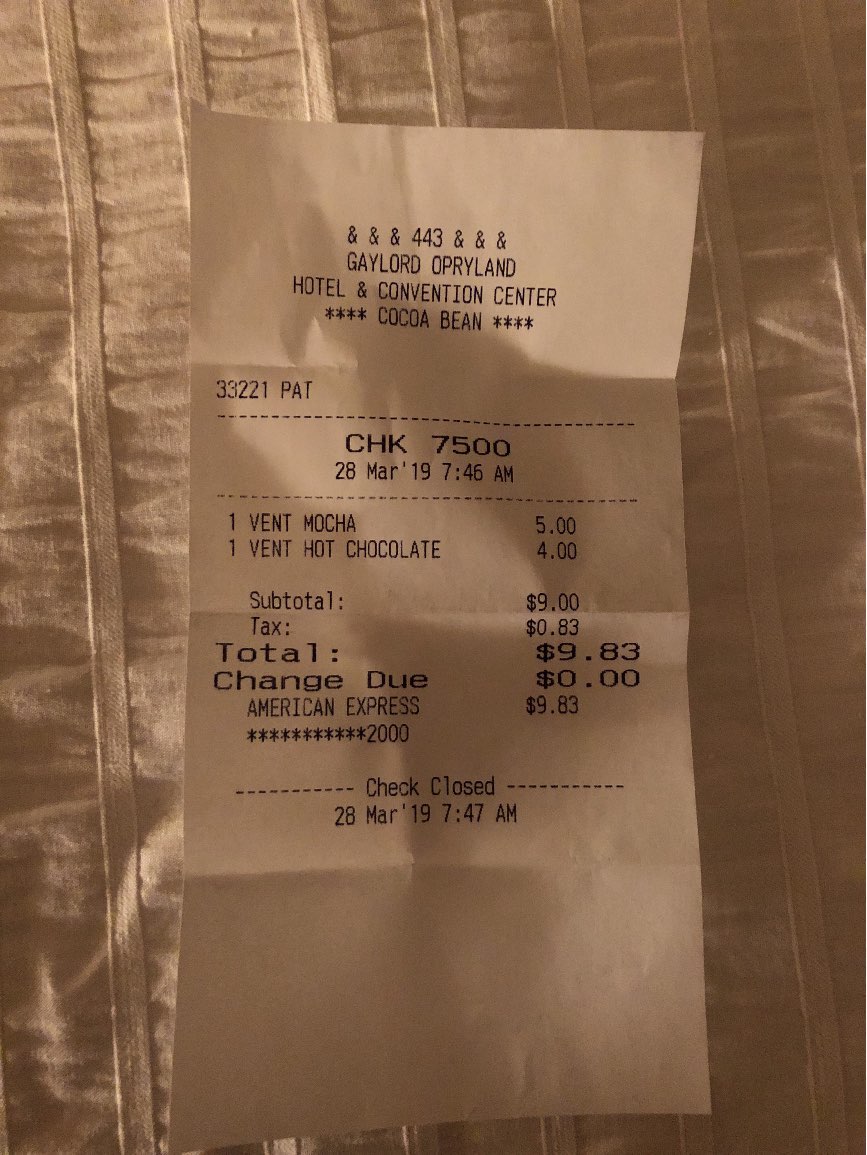 & & & 443 & & &
GAYLORD OPRYLAND
HOTEL & CONVENTION CENTER
**** COCOA BEAN ****
33221 PAT
----------------------------------------
CHK 7500
28 Mar'19 7:46 AM
----------------------------------------
1 VENT MOCHA 5.00
1 VENT HOT CHOCOLATE 4.00
Subtotal: $9.00
Tax: $0.83
Total: $9.83
Change Due $0.00
AMERICAN EXPRESS $9.83
***********2000
----------- Check Closed -----------
28 Mar'19 7:47 AM